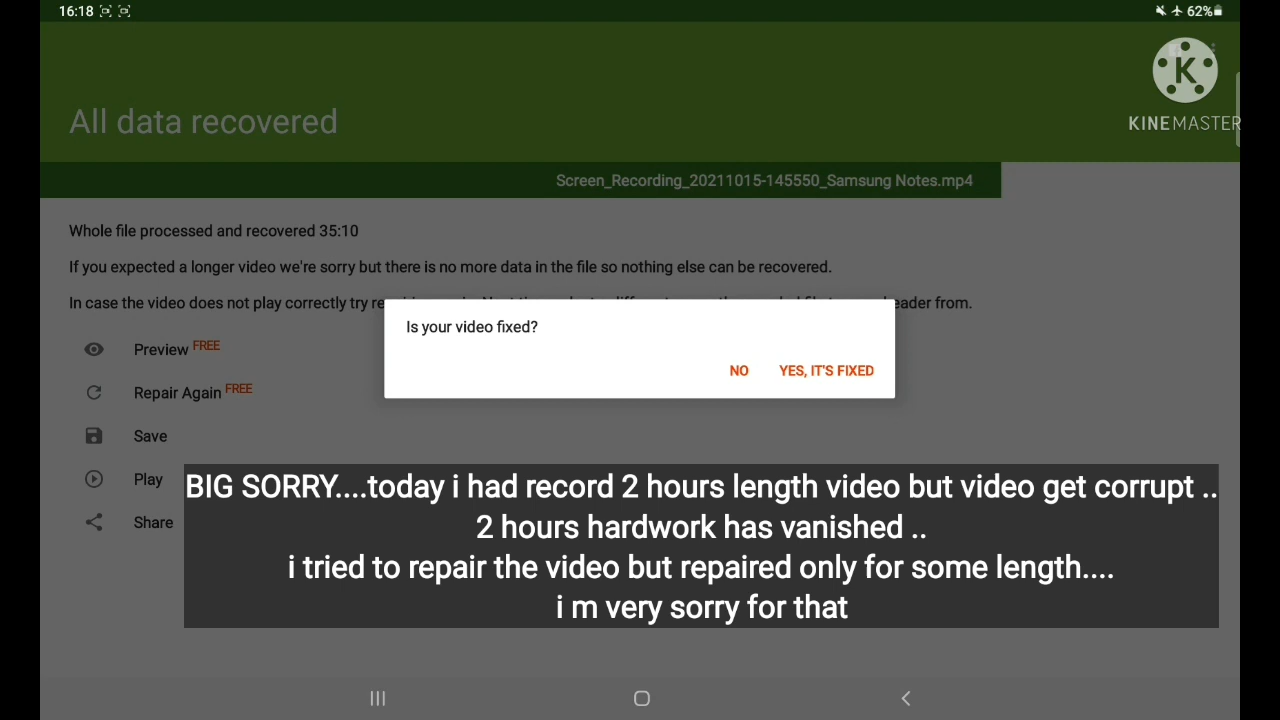 16:18
62%
K
KINEMASTER
All data recovered
Screen_Recording_20211015-145550_Samsung Notes.mp4
Whole file processed and recovered 35:10
If you expected a longer video we're sorry but there is no more data in the file so nothing else can be recovered.
In case the video does not play correctly try from.
Is your video fixed?
NO YES, IT'S FIXED
Preview FREE
Repair Again FREE
Save
Play
Share
BIG SORRY....today i had record 2 hours length video but video get corrupt ..
2 hours hardwork has vanished ..
i tried to repair the video but repaired only for some length....
i m very sorry for that